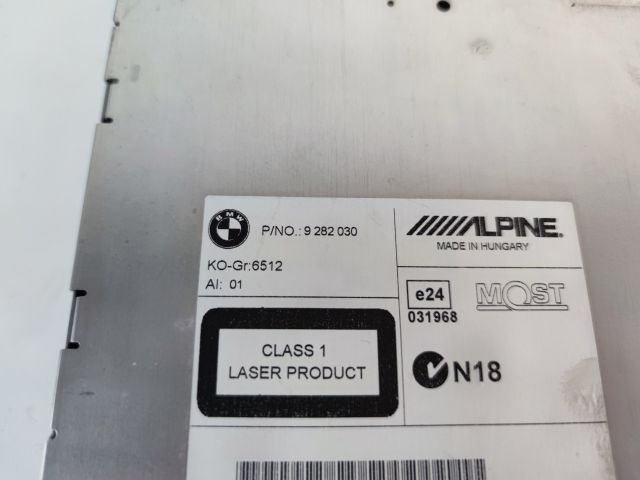 BMW
P/NO.: 9 282 030
KO-Gr:6512
AI: 01
CLASS 1
LASER PRODUCT
ALPINE.
MADE IN HUNGARY
e24
MOST
031968
N18